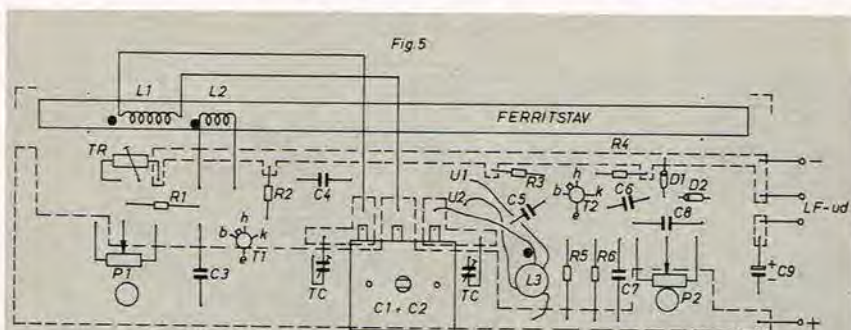 Fig.5
L1
L2
FERRITSTAV
TR
R4
R1
R2
C4
U1
U2
R3
C5
h
b
k
T2
e
C6
D1
D2
C8
-
LF-ud
h
b
k
T1
e
P1
C3
TC
C1 + C2
TC
L3
R5
R6
C7
P2
+
-
C9
+